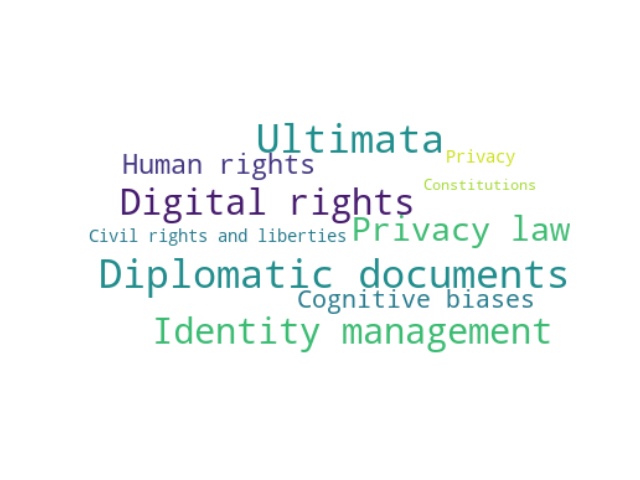 Ultimata
Privacy
Human rights
Constitutions
Digital rights
Privacy law
Civil rights and liberties
Diplomatic documents
Cognitive biases
Identity management